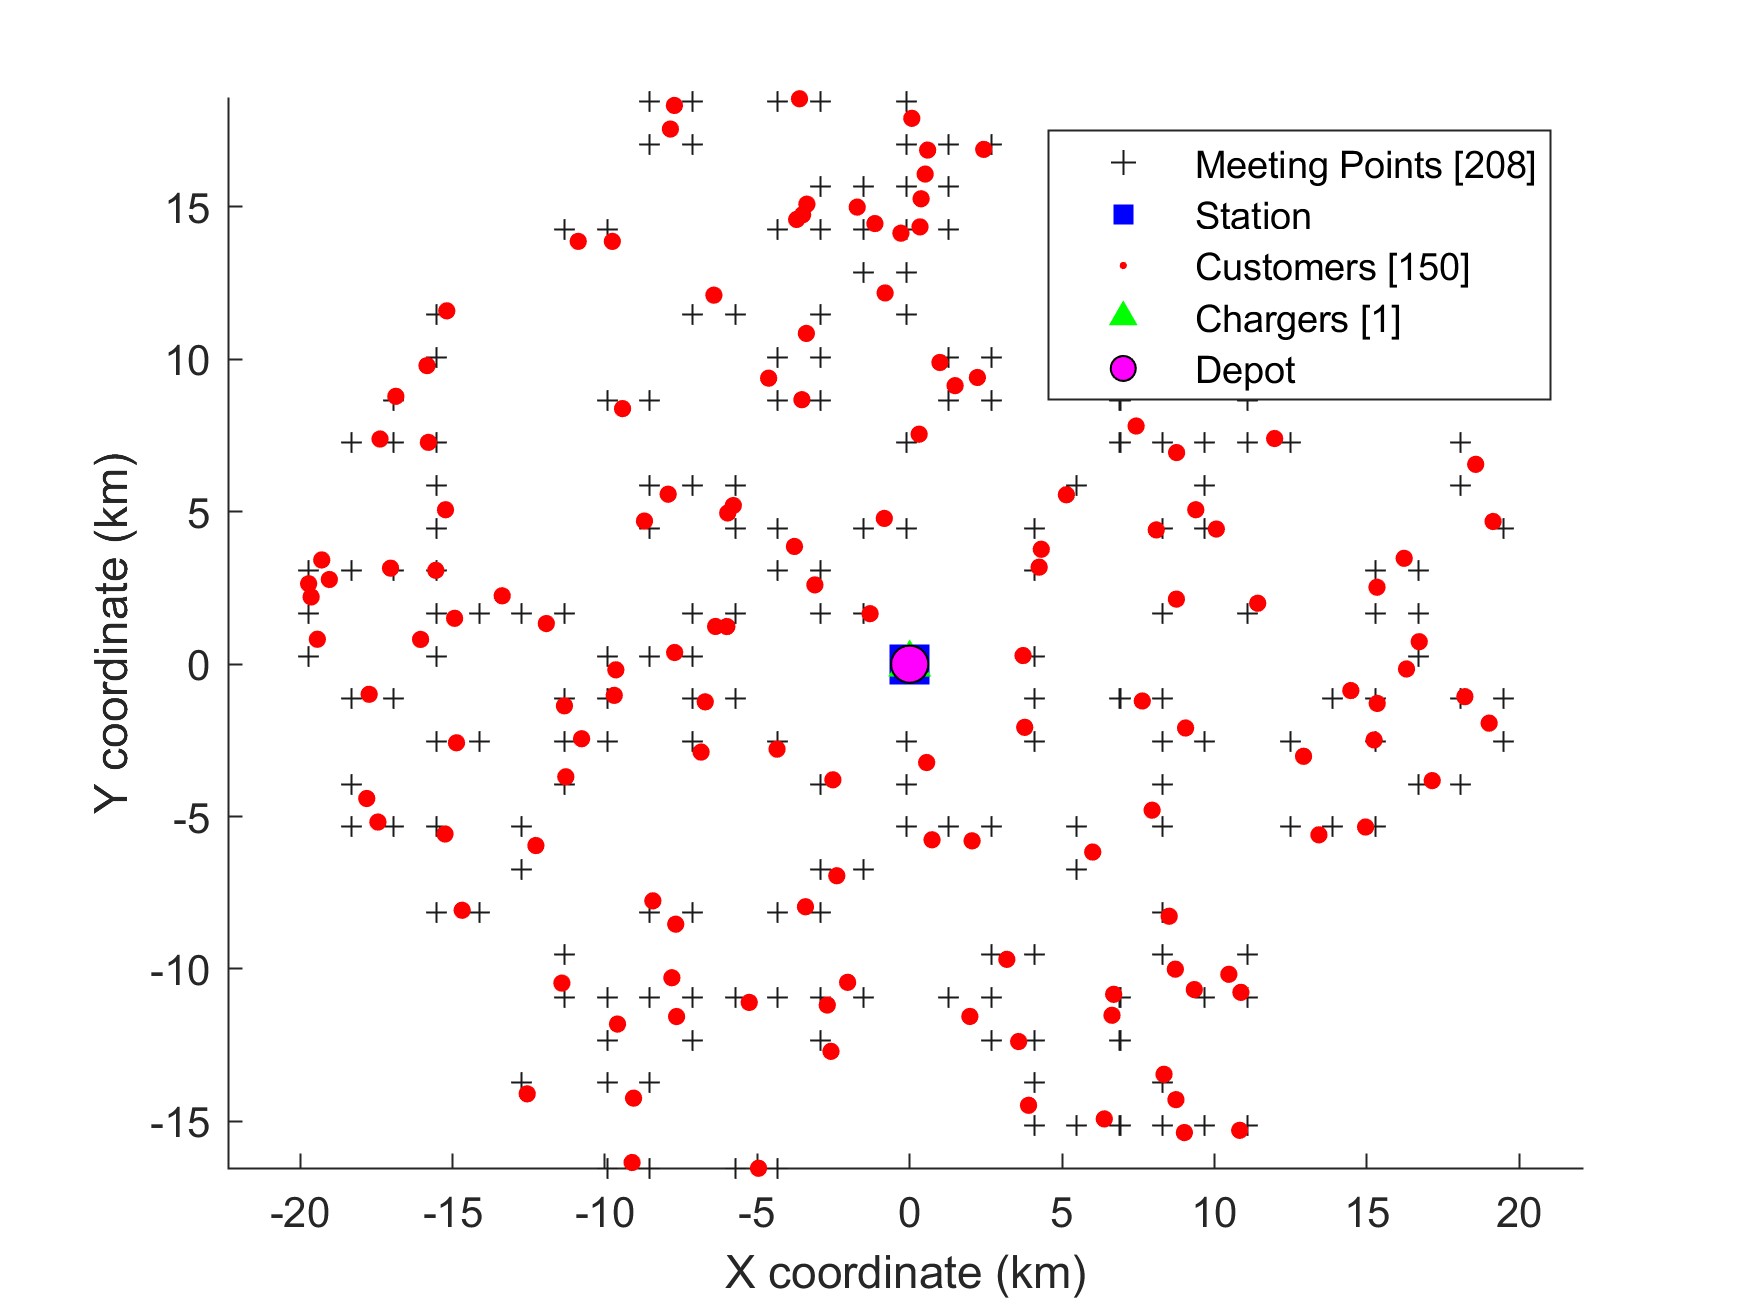 Meeting Points [208]
Station
Customers [150]
Chargers [1]
Depot
15
10
5
0
-5
-10
-15
Y coordinate (km)
-20 -15 -10 -5 0 5 10 15 20
X coordinate (km)